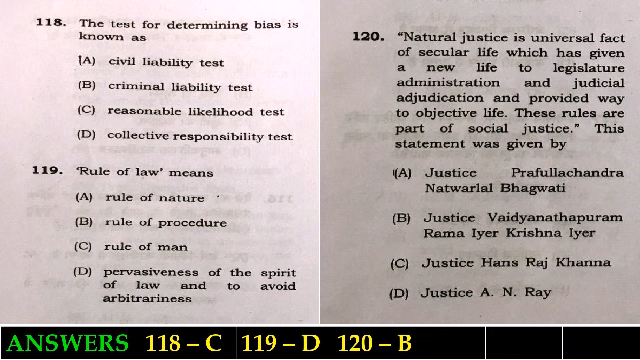 118. The test for determining bias is
known as
(A) civil liability test
(B) criminal liability test
(C) reasonable likelihood test
(D) collective responsibility test
119. 'Rule of law' means
(A) rule of nature
(B) rule of procedure
(C) rule of man
(D) pervasiveness of the spirit
of law and to avoid
arbitrariness
120. "Natural justice is universal fact
of secular life which has given
a new life to legislature
administration and judicial
adjudication and provided way
to objective life. These rules are
part of social justice." This
statement was given by
(A) Justice Prafullachandra
Natwarlal Bhagwati
(B) Justice Vaidyanathapuram
Rama Iyer Krishna Iyer
(C) Justice Hans Raj Khanna
(D) Justice A. N. Ray
ANSWERS 118 – C 119 – D 120 – B